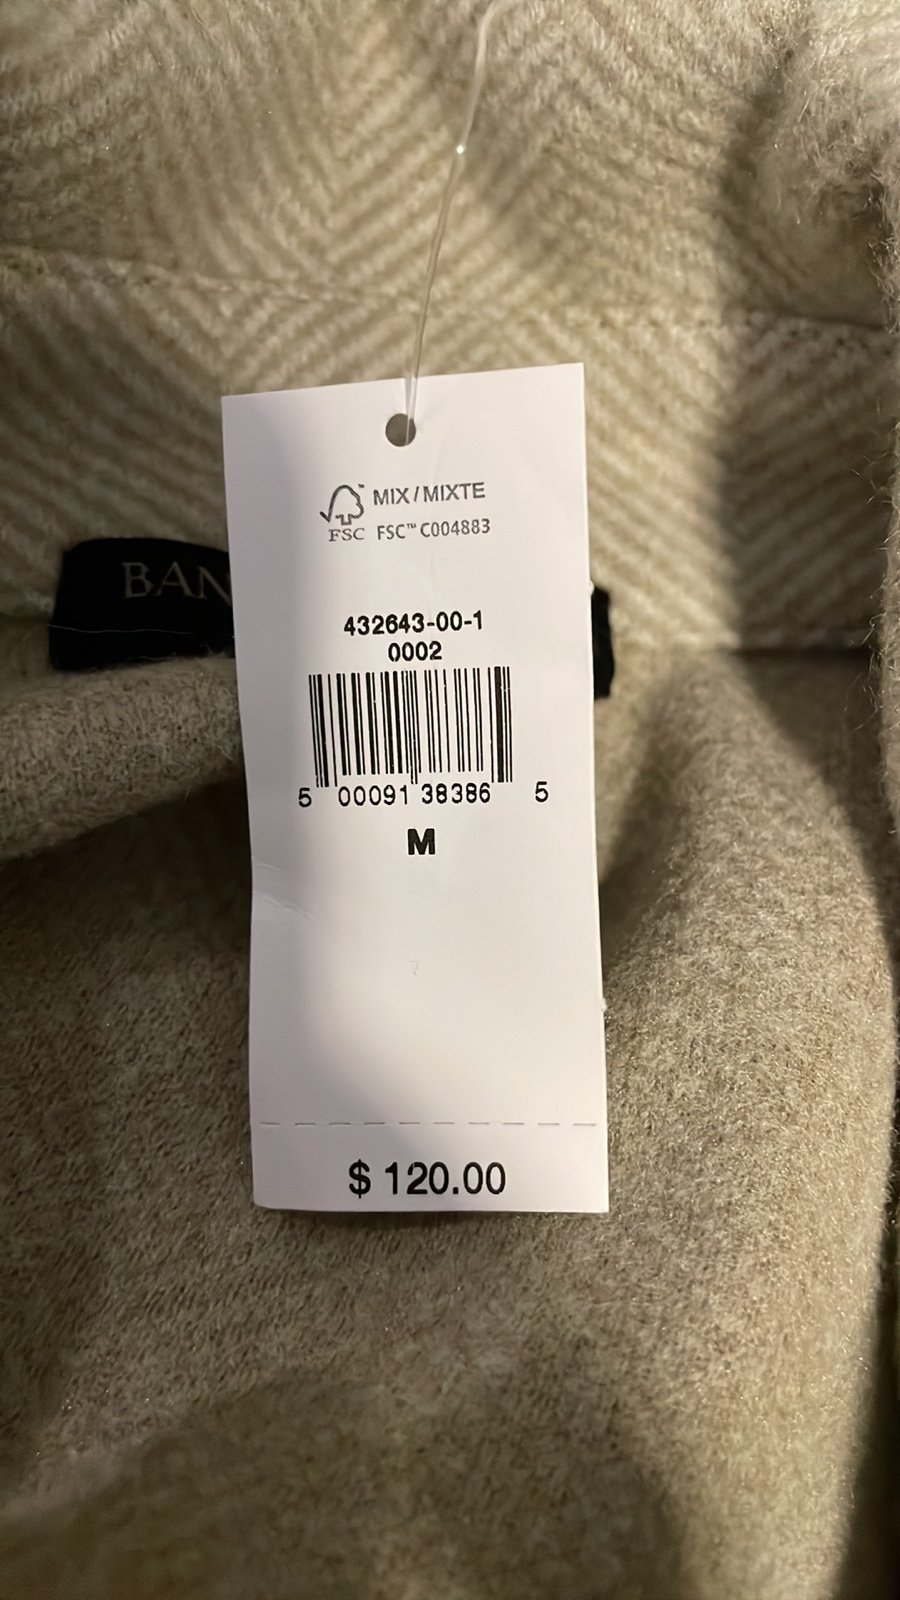 MIX / MIXTE
FSC FSC™ C004883
BAN
432643-00-1
0002
5 00091 38386 5
M
$ 120.00